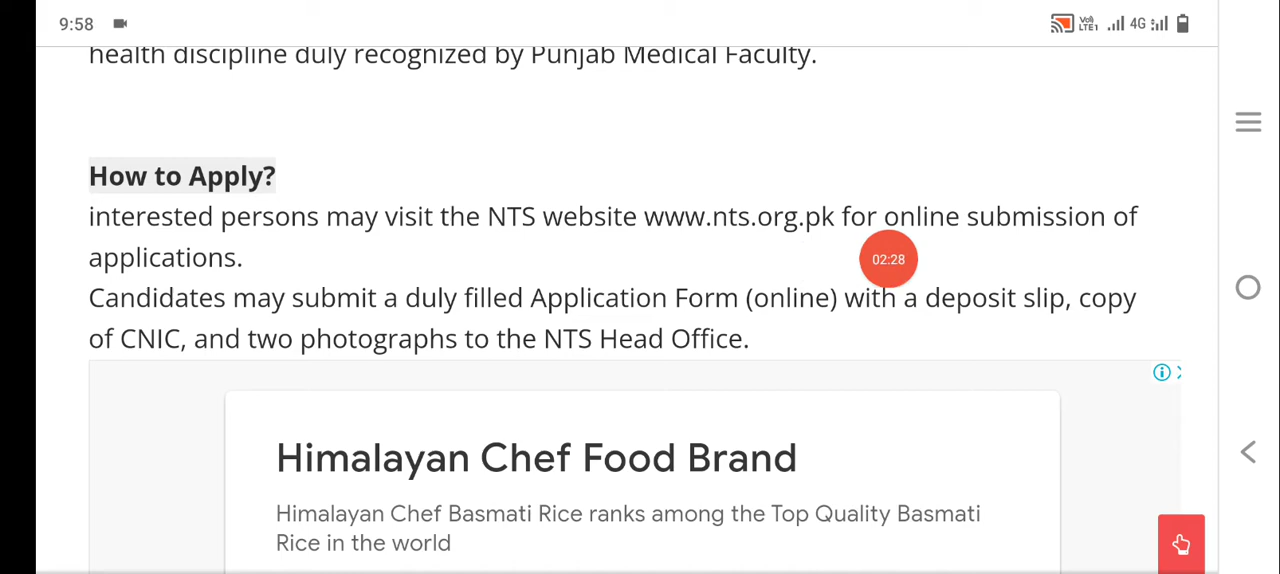 9:58
Vo) LTE1 4G
health discipline duly recognized by Punjab Medical Faculty.
How to Apply?
interested persons may visit the NTS website www.nts.org.pk for online submission of
applications.
02:28
Candidates may submit a duly filled Application Form (online) with a deposit slip, copy
of CNIC, and two photographs to the NTS Head Office.
Himalayan Chef Food Brand
Himalayan Chef Basmati Rice ranks among the Top Quality Basmati
Rice in the world